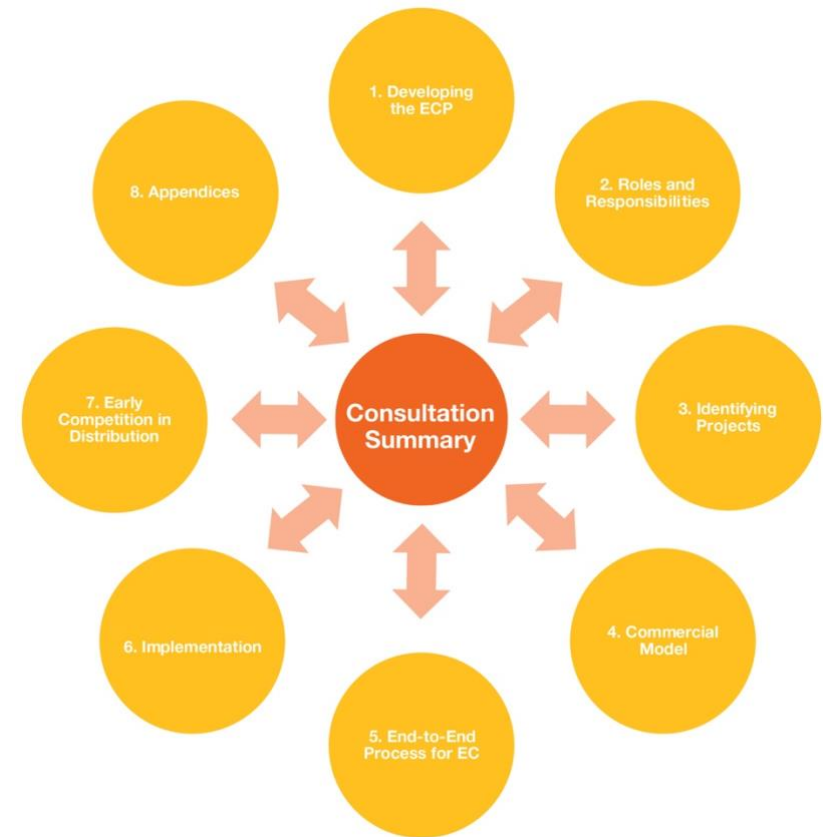 1. Developing
the ECP
2. Roles and
Responsibilities
3. Identifying
Projects
4. Commercial
Model
5. End-to-End
Process for EC
6. Implementation
7. Early
Competition in
Distribution
8. Appendices
Consultation
Summary